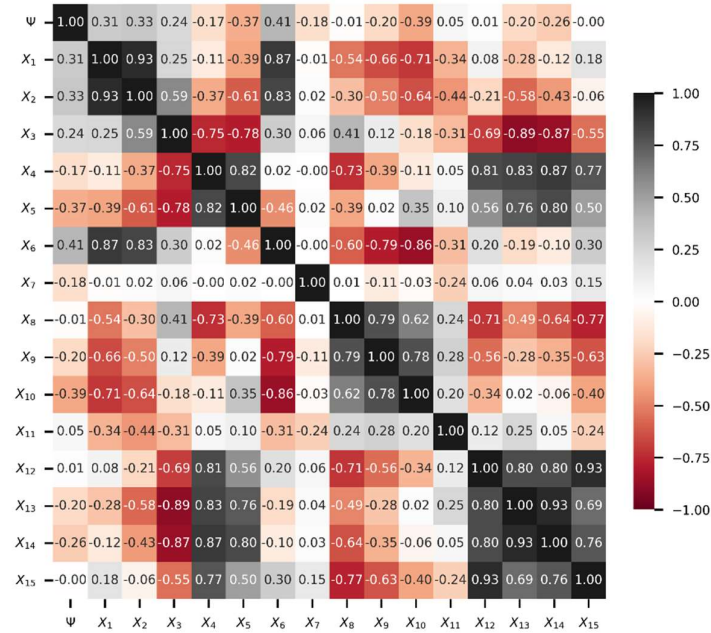 Ψ 1.00 0.31 0.33 0.24 -0.17 -0.37 0.41 -0.18 -0.01 -0.20 -0.39 0.05 0.01 -0.20 -0.26 -0.00
X₁ 0.31 1.00 0.93 0.25 -0.11 -0.39 0.87 -0.01 -0.54 -0.66 -0.71 -0.34 0.08 -0.28 -0.12 0.18
X₂ 0.33 0.93 1.00 0.59 -0.37 -0.61 0.83 0.02 -0.30 -0.50 -0.64 -0.44 -0.21 -0.58 -0.43 -0.06
X₃ 0.24 0.25 0.59 1.00 -0.75 -0.78 0.30 0.06 0.41 0.12 -0.18 -0.31 -0.69 -0.89 -0.87 -0.55
X₄ -0.17 -0.11 -0.37 -0.75 1.00 0.82 0.02 -0.00 -0.73 -0.39 -0.11 0.05 0.81 0.83 0.87 0.77
X₅ -0.37 -0.39 -0.61 -0.78 0.82 1.00 -0.46 0.02 -0.39 0.02 0.35 0.10 0.56 0.76 0.80 0.50
X₆ 0.41 0.87 0.83 0.30 0.02 -0.46 1.00 -0.00 -0.60 -0.79 -0.86 -0.31 0.20 -0.19 -0.10 0.30
X₇ -0.18 -0.01 0.02 0.06 -0.00 0.02 -0.00 1.00 0.01 -0.11 -0.03 -0.24 0.06 0.04 0.03 0.15
X₈ -0.01 -0.54 -0.30 0.41 -0.73 -0.39 -0.60 0.01 1.00 0.79 0.62 0.24 -0.71 -0.49 -0.64 -0.77
X₉ -0.20 -0.66 -0.50 0.12 -0.39 0.02 -0.79 -0.11 0.79 1.00 0.78 0.28 -0.56 -0.28 -0.35 -0.63
X₁₀ -0.39 -0.71 -0.64 -0.18 -0.11 0.35 -0.86 -0.03 0.62 0.78 1.00 0.20 -0.34 0.02 -0.06 -0.40
X₁₁ 0.05 -0.34 -0.44 -0.31 0.05 0.10 -0.31 -0.24 0.24 0.28 0.20 1.00 0.12 0.25 0.05 -0.24
X₁₂ 0.01 0.08 -0.21 -0.69 0.81 0.56 0.20 0.06 -0.71 -0.56 -0.34 0.12 1.00 0.80 0.80 0.93
X₁₃ -0.20 -0.28 -0.58 -0.89 0.83 0.76 -0.19 0.04 -0.49 -0.28 0.02 0.25 0.80 1.00 0.93 0.69
X₁₄ -0.26 -0.12 -0.43 -0.87 0.87 0.80 -0.10 0.03 -0.64 -0.35 -0.06 0.05 0.80 0.93 1.00 0.76
X₁₅ -0.00 0.18 -0.06 -0.55 0.77 0.50 0.30 0.15 -0.77 -0.63 -0.40 -0.24 0.93 0.69 0.76 1.00
Ψ X₁ X₂ X₃ X₄ X₅ X₆ X₇ X₈ X₉ X₁₀ X₁₁ X₁₂ X₁₃ X₁₄ X₁₅
1.00
0.75
0.50
0.25
0.00
−0.25
−0.50
−0.75
−1.00